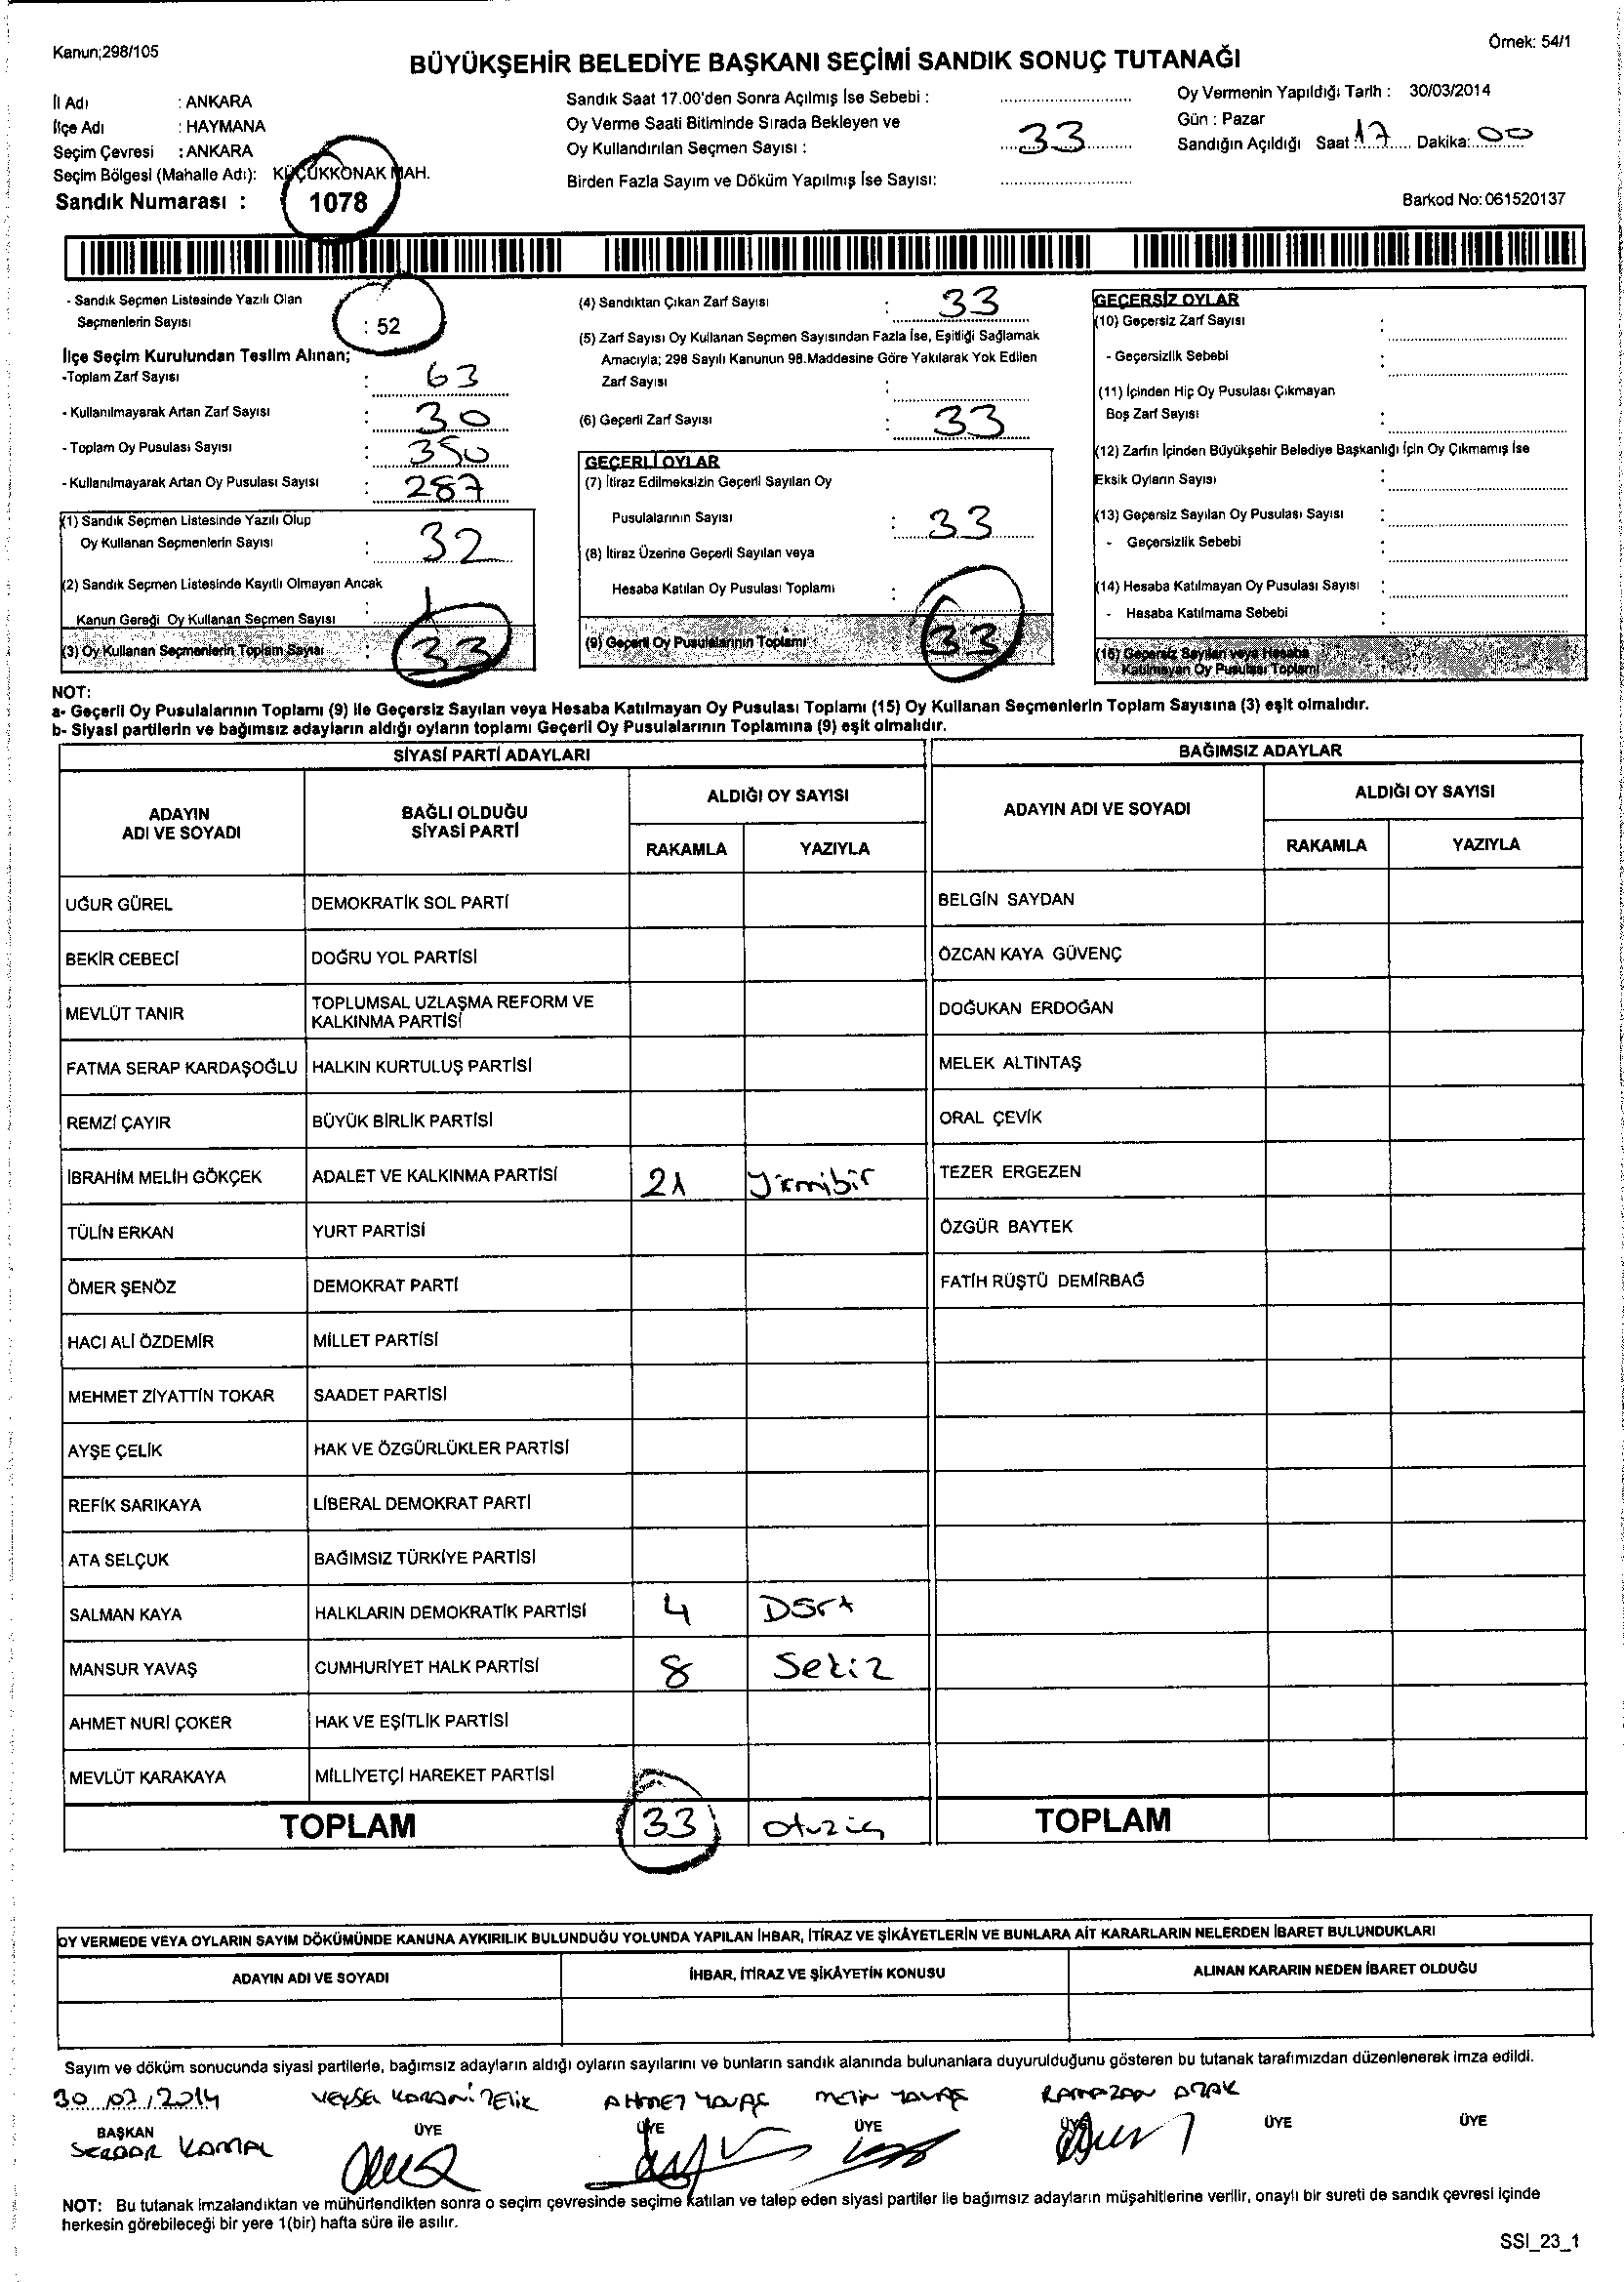 Kanun;298/105
Örnek: 54/1
BÜYÜKŞEHİR BELEDİYE BAŞKANI SEÇİMİ SANDIK SONUÇ TUTANAĞI
İl Adı : ANKARA
İlçe Adı : HAYMANA
Seçim Çevresi : ANKARA
Seçim Bölgesi (Mahalle Adı): KÜÇÜKKONAK MAH.
Sandık Numarası : 1078
Sandık Saat 17.00'den Sonra Açılmış İse Sebebi :
Oy Verme Saati Bitiminde Sırada Bekleyen ve
Oy Kullandırılan Seçmen Sayısı : 33
Birden Fazla Sayım ve Döküm Yapılmış İse Sayısı:
Oy Vermenin Yapıldığı Tarih : 30/03/2014
Gün : Pazar
Sandığın Açıldığı Saat 17 Dakika: 00
Barkod No: 061520137
- Sandık Seçmen Listesinde Yazılı Olan
Seçmenlerin Sayısı : 52
İlçe Seçim Kurulundan Teslim Alınan;
-Toplam Zarf Sayısı : 63
- Kullanılmayarak Artan Zarf Sayısı : 30
- Toplam Oy Pusulası Sayısı : 350
- Kullanılmayarak Artan Oy Pusulası Sayısı : 287
(1) Sandık Seçmen Listesinde Yazılı Olup
Oy Kullanan Seçmenlerin Sayısı : 32
(2) Sandık Seçmen Listesinde Kayıtlı Olmayan Ancak
Kanun Gereği Oy Kullanan Seçmen Sayısı : 1
(3) Oy Kullanan Seçmenlerin Toplam Sayısı : 33
(4) Sandıktan Çıkan Zarf Sayısı : 33
(5) Zarf Sayısı Oy Kullanan Seçmen Sayısından Fazla İse, Eşitliği Sağlamak
Amacıyla; 298 Sayılı Kanunun 98.Maddesine Göre Yakılarak Yok Edilen
Zarf Sayısı :
(6) Geçerli Zarf Sayısı : 33
GEÇERLİ OYLAR
(7) İtiraz Edilmeksizin Geçerli Sayılan Oy
Pusulalarının Sayısı : 33
(8) İtiraz Üzerine Geçerli Sayılan veya
Hesaba Katılan Oy Pusulası Toplamı :
(9) Geçerli Oy Pusulalarının Toplamı : 33
GEÇERSİZ OYLAR
(10) Geçersiz Zarf Sayısı :
- Geçersizlik Sebebi :
(11) İçinden Hiç Oy Pusulası Çıkmayan
Boş Zarf Sayısı :
(12) Zarfın İçinden Büyükşehir Belediye Başkanlığı İçin Oy Çıkmamış İse
Eksik Oyların Sayısı :
(13) Geçersiz Sayılan Oy Pusulası Sayısı :
- Geçersizlik Sebebi :
(14) Hesaba Katılmayan Oy Pusulası Sayısı :
- Hesaba Katılmama Sebebi :
(15) Geçersiz Sayılan veya Hesaba
Katılmayan Oy Pusulası Toplamı
NOT:
a- Geçerli Oy Pusulalarının Toplamı (9) ile Geçersiz Sayılan veya Hesaba Katılmayan Oy Pusulası Toplamı (15) Oy Kullanan Seçmenlerin Toplam Sayısına (3) eşit olmalıdır.
b- Siyasi partilerin ve bağımsız adayların aldığı oyların toplamı Geçerli Oy Pusulalarının Toplamına (9) eşit olmalıdır.
SİYASİ PARTİ ADAYLARI BAĞIMSIZ ADAYLAR
ADAYIN ADI VE SOYADI BAĞLI OLDUĞU SİYASİ PARTİ ALDIĞI OY SAYISI RAKAMLA YAZIYLA ADAYIN ADI VE SOYADI ALDIĞI OY SAYISI RAKAMLA YAZIYLA
UĞUR GÜREL DEMOKRATİK SOL PARTİ BELGİN SAYDAN
BEKİR CEBECİ DOĞRU YOL PARTİSİ ÖZCAN KAYA GÜVENÇ
MEVLÜT TANIR TOPLUMSAL UZLAŞMA REFORM VE KALKINMA PARTİSİ DOĞUKAN ERDOĞAN
FATMA SERAP KARDAŞOĞLU HALKIN KURTULUŞ PARTİSİ MELEK ALTINTAŞ
REMZİ ÇAYIR BÜYÜK BİRLİK PARTİSİ ORAL ÇEVİK
İBRAHİM MELİH GÖKÇEK ADALET VE KALKINMA PARTİSİ 21 Yirmibir TEZER ERGEZEN
TÜLİN ERKAN YURT PARTİSİ ÖZGÜR BAYTEK
ÖMER ŞENÖZ DEMOKRAT PARTİ FATİH RÜŞTÜ DEMİRBAĞ
HACI ALİ ÖZDEMİR MİLLET PARTİSİ
MEHMET ZİYATTİN TOKAR SAADET PARTİSİ
AYŞE ÇELİK HAK VE ÖZGÜRLÜKLER PARTİSİ
REFİK SARIKAYA LİBERAL DEMOKRAT PARTİ
ATA SELÇUK BAĞIMSIZ TÜRKİYE PARTİSİ
SALMAN KAYA HALKLARIN DEMOKRATİK PARTİSİ 4 Dört
MANSUR YAVAŞ CUMHURİYET HALK PARTİSİ 8 Sekiz
AHMET NURİ ÇOKER HAK VE EŞİTLİK PARTİSİ
MEVLÜT KARAKAYA MİLLİYETÇİ HAREKET PARTİSİ
TOPLAM 33 otuzüç TOPLAM
OY VERMEDE VEYA OYLARIN SAYIM DÖKÜMÜNDE KANUNA AYKIRILIK BULUNDUĞU YOLUNDA YAPILAN İHBAR, İTİRAZ VE ŞİKÂYETLERİN VE BUNLARA AİT KARARLARIN NELERDEN İBARET BULUNDUKLARI
ADAYIN ADI VE SOYADI İHBAR, İTİRAZ VE ŞİKÂYETİN KONUSU ALINAN KARARIN NEDEN İBARET OLDUĞU
Sayım ve döküm sonucunda siyasi partilerle, bağımsız adayların aldığı oyların sayılarını ve bunların sandık alanında bulunanlara duyurulduğunu gösteren bu tutanak tarafımızdan düzenlenerek imza edildi.
30.03/2014 VEYSEL KARANİ AHMET YAVAŞ METİN YAVAŞ RAMAZAN
BAŞKAN ÜYE ÜYE ÜYE ÜYE ÜYE ÜYE
SERDAR KAMAL
NOT: Bu tutanak imzalandıktan ve mühürlendikten sonra o seçim çevresinde seçime katılan ve talep eden siyasi partiler ile bağımsız adayların müşahitlerine verilir, onaylı bir sureti de sandık çevresi içinde
herkesin görebileceği bir yere 1(bir) hafta süre ile asılır.
SSI_23_1